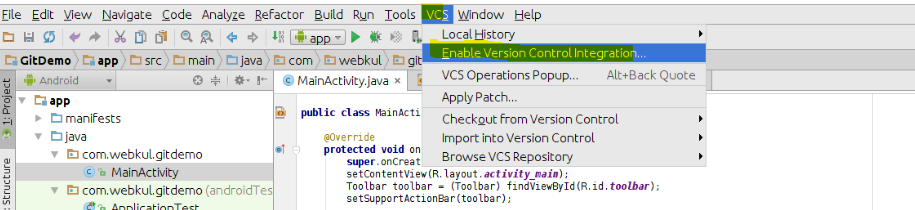 File Edit View Navigate Code Analyze Refactor Build Run Tools VCS Window Help
app
Local History
Enable Version Control Integration...
VCS Operations Popup... Alt+Back Quote
Apply Patch...
Checkout from Version Control
Import into Version Control
Browse VCS Repository
GitDemo app src main java com webkul
1: Project
Structure
Android
app
manifests
java
com.webkul.gitdemo
MainActivity
com.webkul.gitdemo (androidTes
ApplicationTest
MainActivity.java ×
public class MainActi
@Override
protected void on
super.onCreat
setContentView(R.layout.activity_main);
Toolbar toolbar = (Toolbar) findViewById(R.id.toolbar);
setSupportActionBar(toolbar);